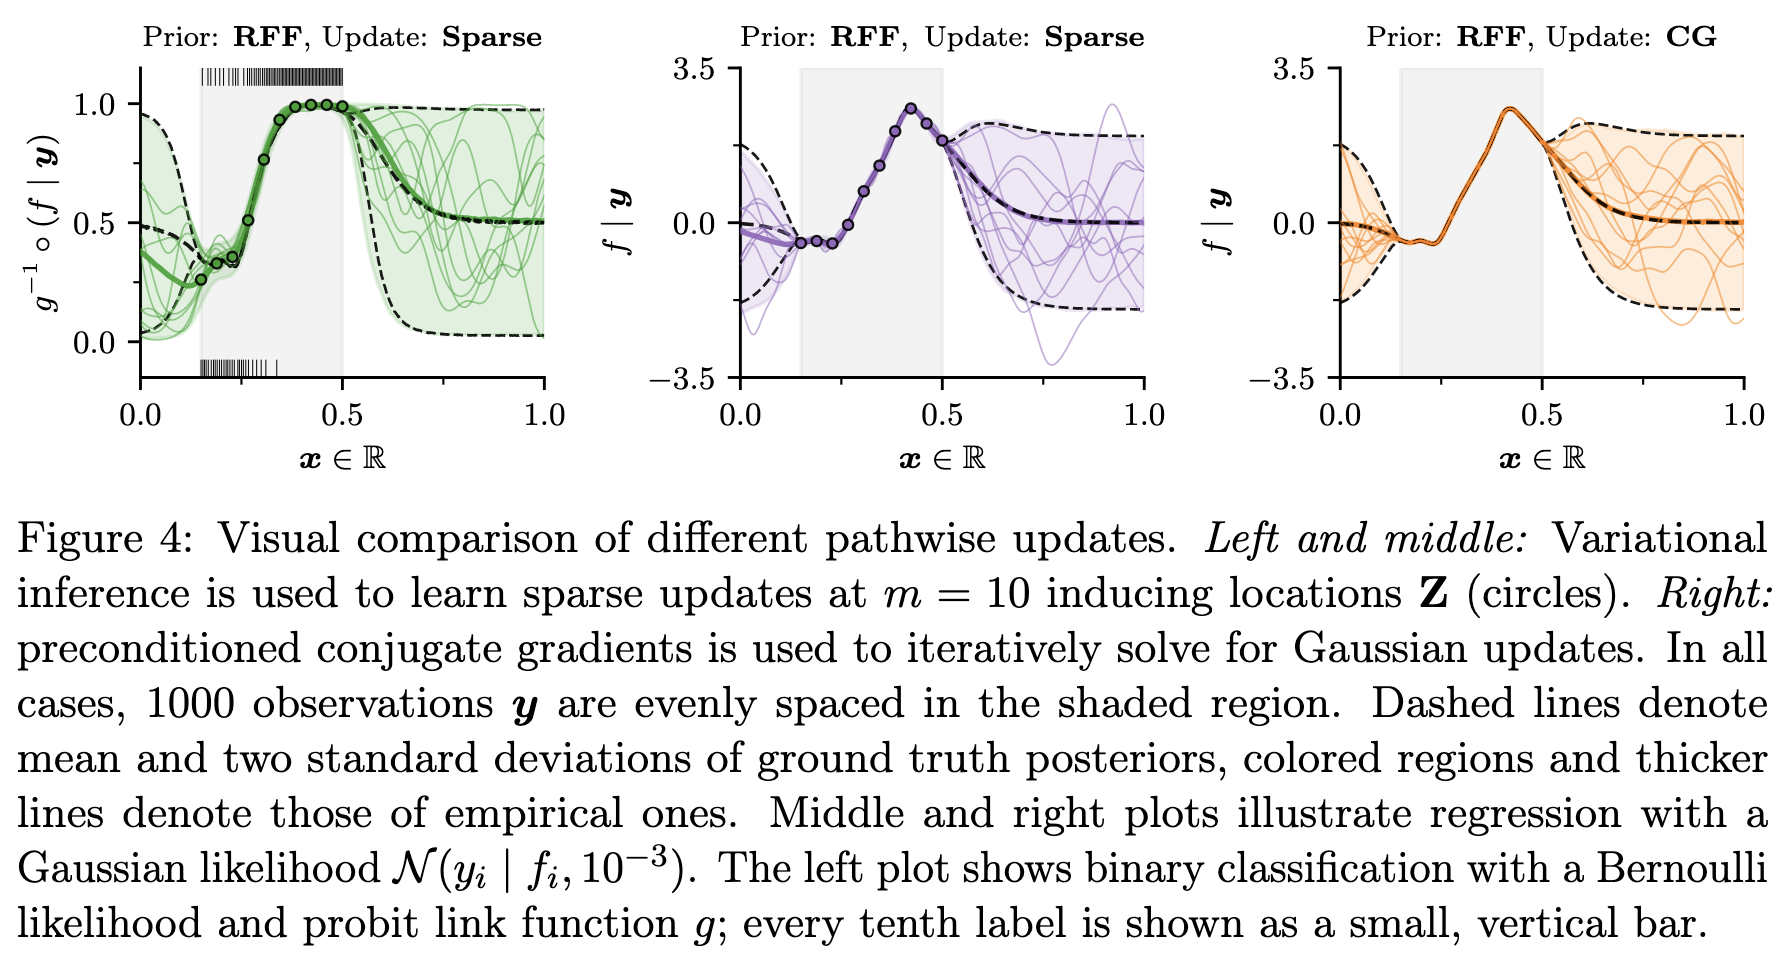 Prior: RFF, Update: Sparse
1.0
0.5
0.0
g⁻¹ ∘ (f | y)
0.0 0.5 1.0
x ∈ ℝ
Prior: RFF, Update: Sparse
3.5
0.0
−3.5
f | y
0.0 0.5 1.0
x ∈ ℝ
Prior: RFF, Update: CG
3.5
0.0
−3.5
f | y
0.0 0.5 1.0
x ∈ ℝ
Figure 4: Visual comparison of different pathwise updates. Left and middle: Variational
inference is used to learn sparse updates at m = 10 inducing locations Z (circles). Right:
preconditioned conjugate gradients is used to iteratively solve for Gaussian updates. In all
cases, 1000 observations y are evenly spaced in the shaded region. Dashed lines denote
mean and two standard deviations of ground truth posteriors, colored regions and thicker
lines denote those of empirical ones. Middle and right plots illustrate regression with a
Gaussian likelihood 𝒩(yᵢ | fᵢ, 10⁻³). The left plot shows binary classification with a Bernoulli
likelihood and probit link function g; every tenth label is shown as a small, vertical bar.